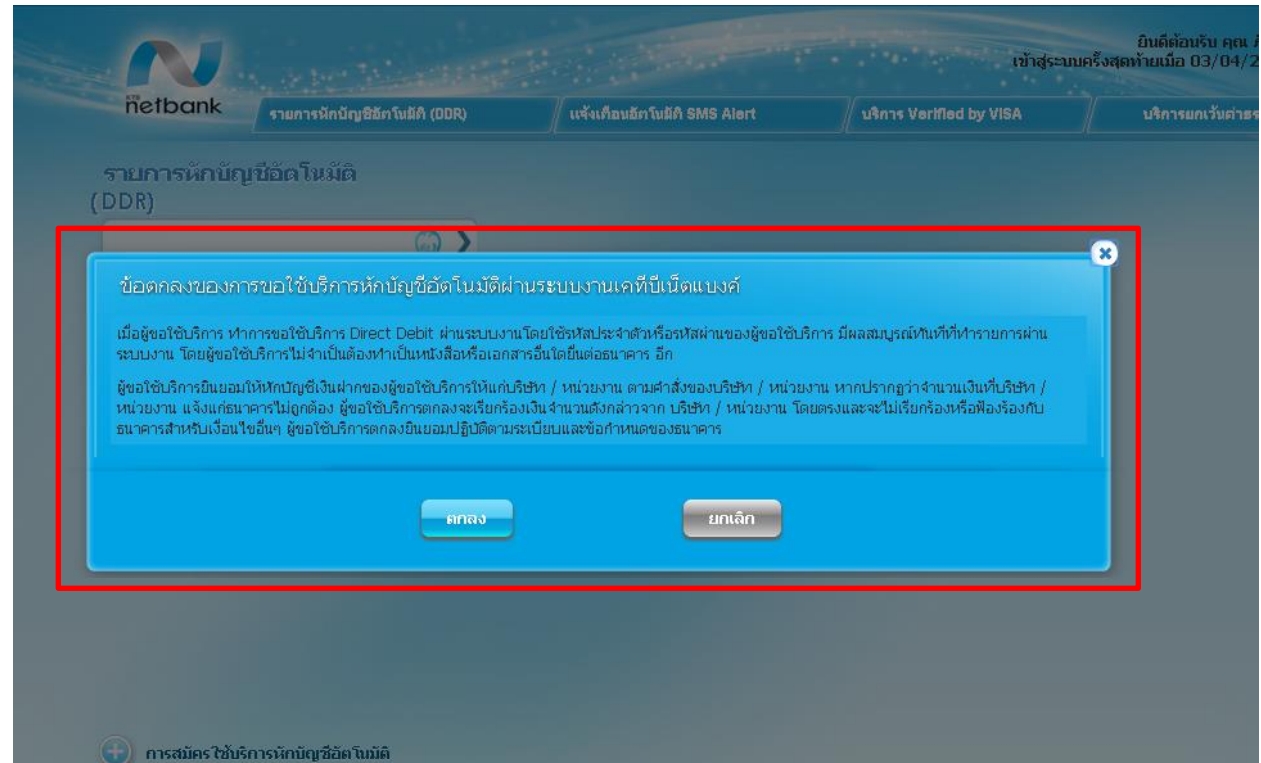 ยินดีต้อนรับ คุณ
เข้าสู่ระบบครั้งสุดท้ายเมื่อ 03/04/2
KTB
netbank
รายการหักบัญชีอัตโนมัติ (DDR)
แจ้งเตือนอัตโนมัติ SMS Alert
บริการ Verified by VISA
บริการยกเว้นค่าธร
รายการหักบัญชีอัตโนมัติ
(DDR)
ข้อตกลงของการขอใช้บริการหักบัญชีอัตโนมัติผ่านระบบงานเคทีบีเน็ตแบงค์
เมื่อผู้ขอใช้บริการ ทำการขอใช้บริการ Direct Debit ผ่านระบบงานโดยใช้รหัสประจำตัวหรือรหัสผ่านของผู้ขอใช้บริการ มีผลสมบูรณ์ทันทีที่ทำรายการผ่าน
ระบบงาน โดยผู้ขอใช้บริการไม่จำเป็นต้องทำเป็นหนังสือหรือเอกสารอื่นใดยื่นต่อธนาคาร อีก
ผู้ขอใช้บริการยินยอมให้หักบัญชีเงินฝากของผู้ขอใช้บริการให้แก่บริษัท / หน่วยงาน ตามคำสั่งของบริษัท / หน่วยงาน หากปรากฏว่าจำนวนเงินที่บริษัท /
หน่วยงาน แจ้งแก่ธนาคารไม่ถูกต้อง ผู้ขอใช้บริการตกลงจะเรียกร้องเงินจำนวนดังกล่าวจาก บริษัท / หน่วยงาน โดยตรงและจะไม่เรียกร้องหรือฟ้องร้องกับ
ธนาคารสำหรับเงื่อนไขอื่นๆ ผู้ขอใช้บริการตกลงยินยอมปฏิบัติตามระเบียบและข้อกำหนดของธนาคาร
ตกลง
ยกเลิก
การสมัครใช้บริการหักบัญชีอัตโนมัติ